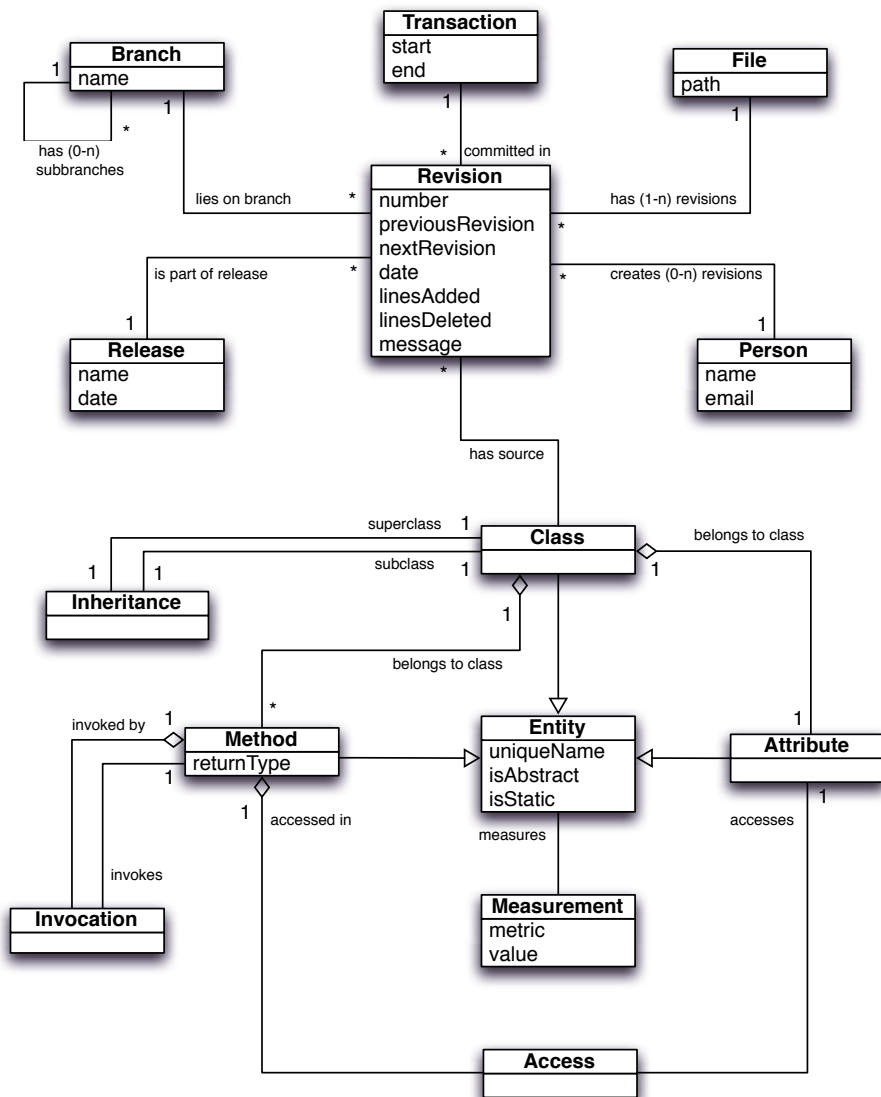 Transaction
start
end
Branch
name
File
path
1
1
1
1
*
has (0-n)
subbranches
*
committed in
Revision
number
previousRevision
nextRevision
date
linesAdded
linesDeleted
message
lies on branch
*
has (1-n) revisions
*
is part of release
*
*
creates (0-n) revisions
1
Release
name
date
1
Person
name
email
*
has source
superclass
1
Class
belongs to class
1
1
subclass
1
1
Inheritance
1
belongs to class
*
1
invoked by
1
Method
returnType
1
Entity
uniqueName
isAbstract
isStatic
Attribute
1
accessed in
measures
1
accesses
invokes
Invocation
Measurement
metric
value
Access